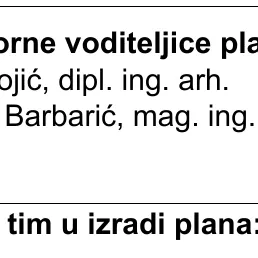 orne voditeljice pla
ojić, dipl. ing. arh.
Barbarić, mag. ing.
tim u izradi plana: